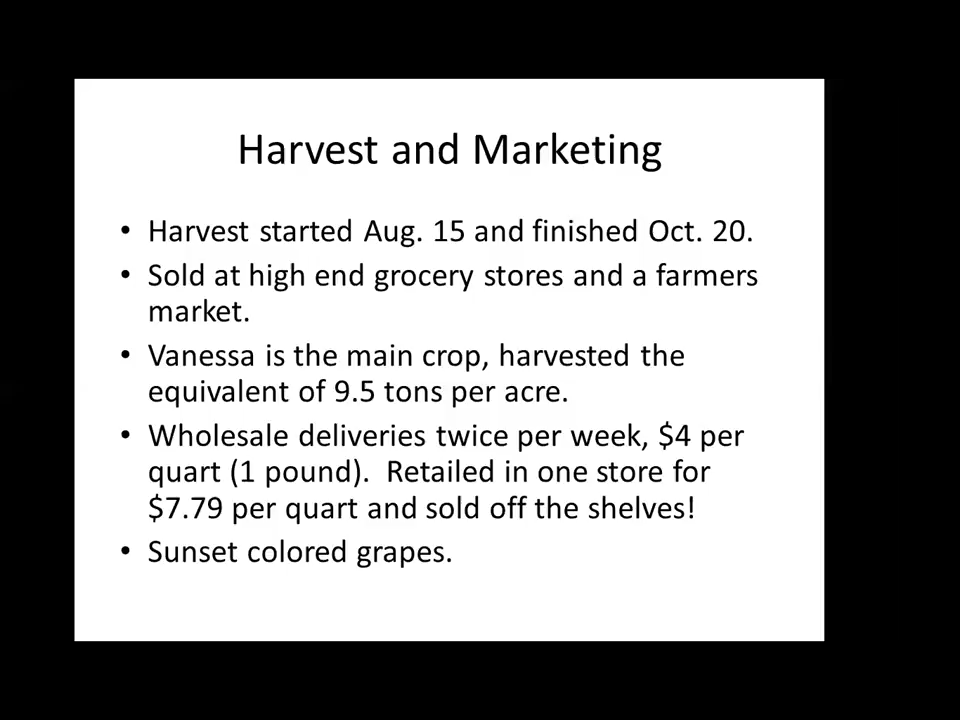 Harvest and Marketing
• Harvest started Aug. 15 and finished Oct. 20.
• Sold at high end grocery stores and a farmers
market.
• Vanessa is the main crop, harvested the
equivalent of 9.5 tons per acre.
• Wholesale deliveries twice per week, $4 per
quart (1 pound).  Retailed in one store for
$7.79 per quart and sold off the shelves!
• Sunset colored grapes.